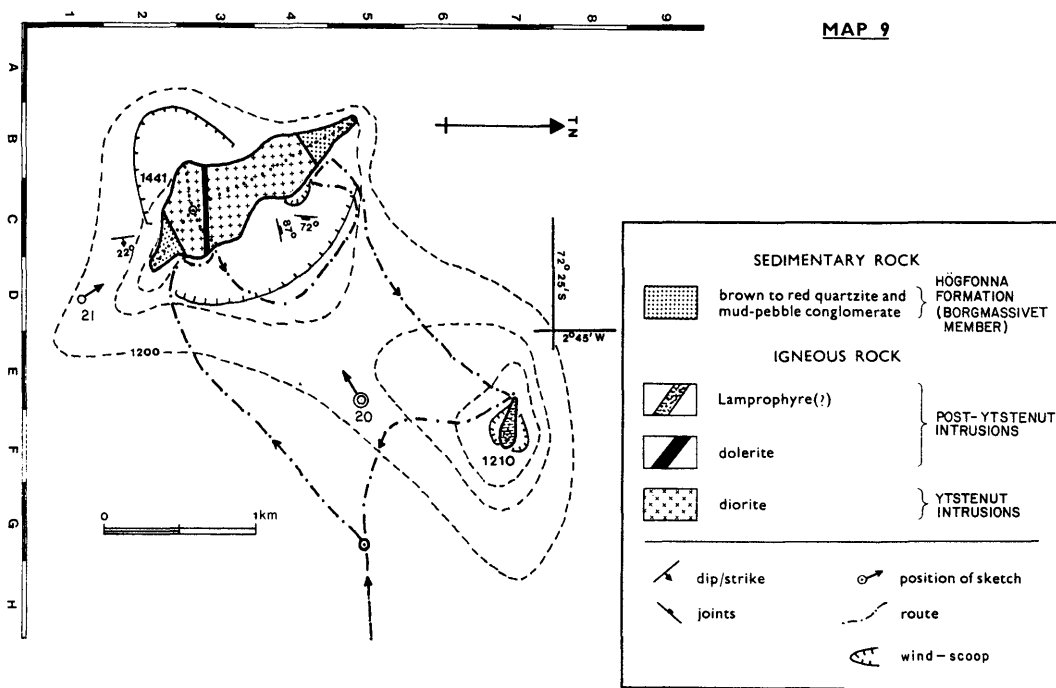 MAP 9
1 2 3 4 5 6 7 8 9
A
B
C
D
E
F
G
H
TN
1441
87°
72°
22°
21
1200
72° 25'S
2° 45' W
20
1210
0 1km
SEDIMENTARY ROCK
brown to red quartzite and
mud-pebble conglomerate
HÖGFONNA
FORMATION
(BORGMASSIVET
MEMBER)
IGNEOUS ROCK
Lamprophyre(?)
dolerite
POST-YTSTENUT
INTRUSIONS
diorite
YTSTENUT
INTRUSIONS
dip/strike
position of sketch
joints
route
wind-scoop